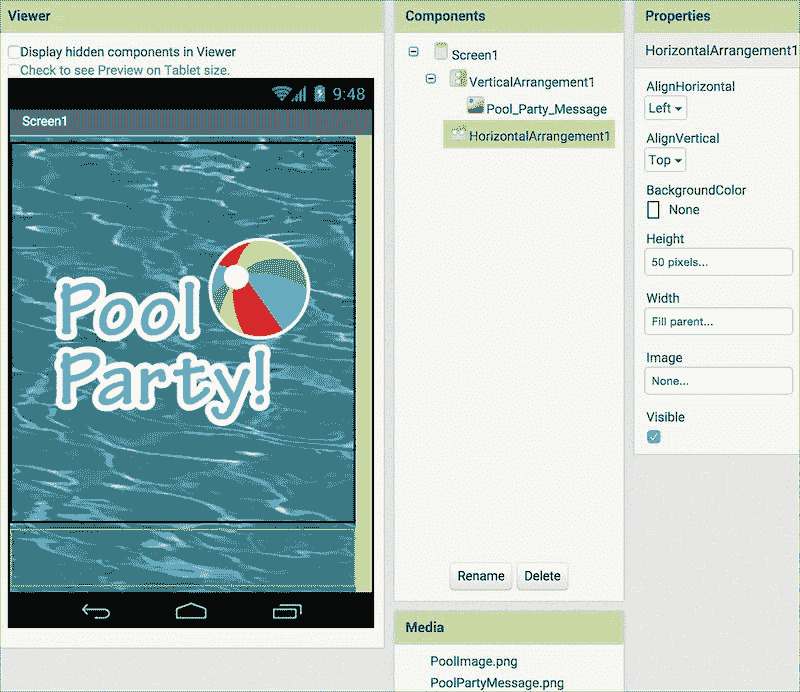 Viewer
Display hidden components in Viewer
Check to see Preview on Tablet size.
9:48
Screen1
Pool
Party!
Components
Screen1
VerticalArrangement1
Pool_Party_Message
HorizontalArrangement1
Rename Delete
Media
PoolImage.png
PoolPartyMessage.png
Properties
HorizontalArrangement1
AlignHorizontal
Left
AlignVertical
Top
BackgroundColor
None
Height
50 pixels...
Width
Fill parent...
Image
None...
Visible